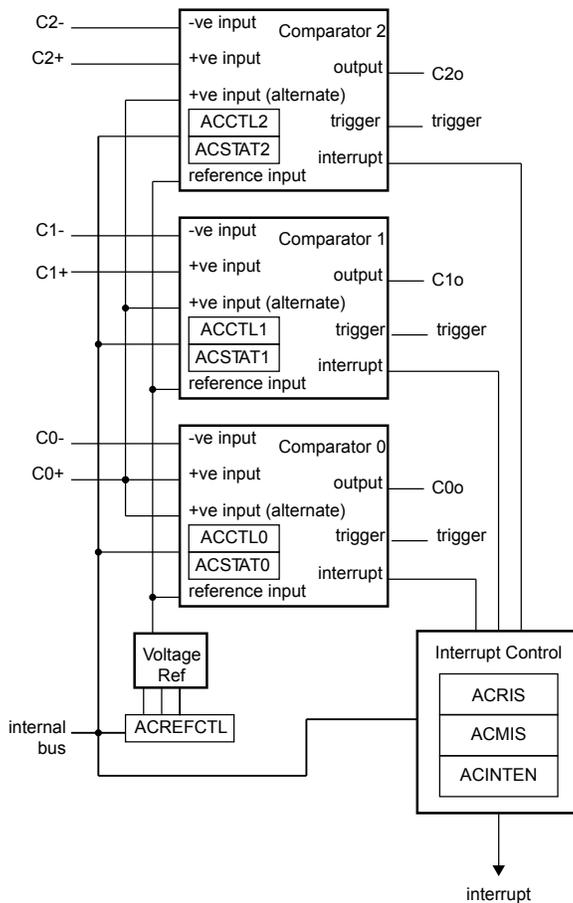 C2-
-ve input
Comparator 2
C2+
+ve input
output
C2o
+ve input (alternate)
ACCTL2
trigger
trigger
ACSTAT2
interrupt
reference input
C1-
-ve input
Comparator 1
C1+
+ve input
output
C1o
+ve input (alternate)
ACCTL1
trigger
trigger
ACSTAT1
interrupt
reference input
C0-
-ve input
Comparator 0
C0+
+ve input
output
C0o
+ve input (alternate)
ACCTL0
trigger
trigger
ACSTAT0
interrupt
reference input
Voltage
Ref
Interrupt Control
ACRIS
internal
bus
ACREFCTL
ACMIS
ACINTEN
interrupt